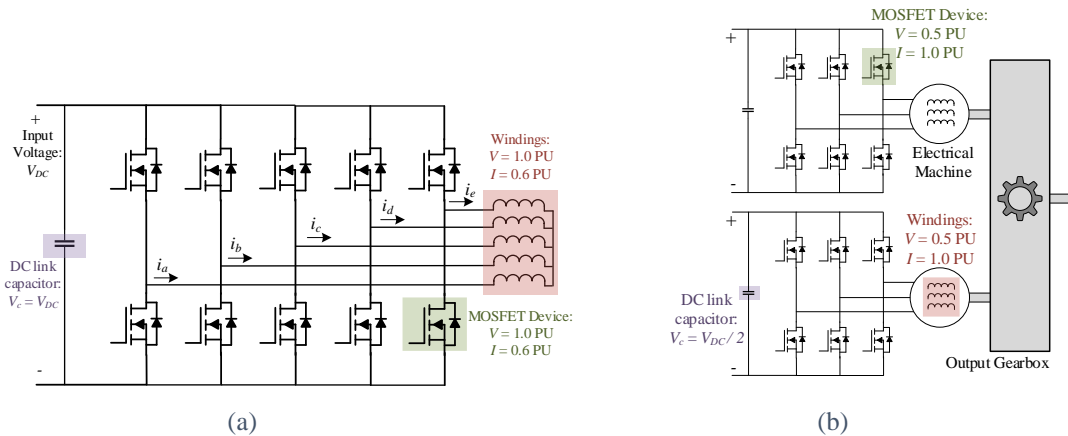 +
Input
Voltage:
V_DC
-
DC link
capacitor:
V_c = V_DC
i_a
i_b
i_c
i_d
i_e
Windings:
V = 1.0 PU
I = 0.6 PU
MOSFET Device:
V = 1.0 PU
I = 0.6 PU
(a)
MOSFET Device:
V = 0.5 PU
I = 1.0 PU
+
-
Electrical
Machine
+
-
DC link
capacitor:
V_c = V_DC / 2
Windings:
V = 0.5 PU
I = 1.0 PU
Output Gearbox
(b)